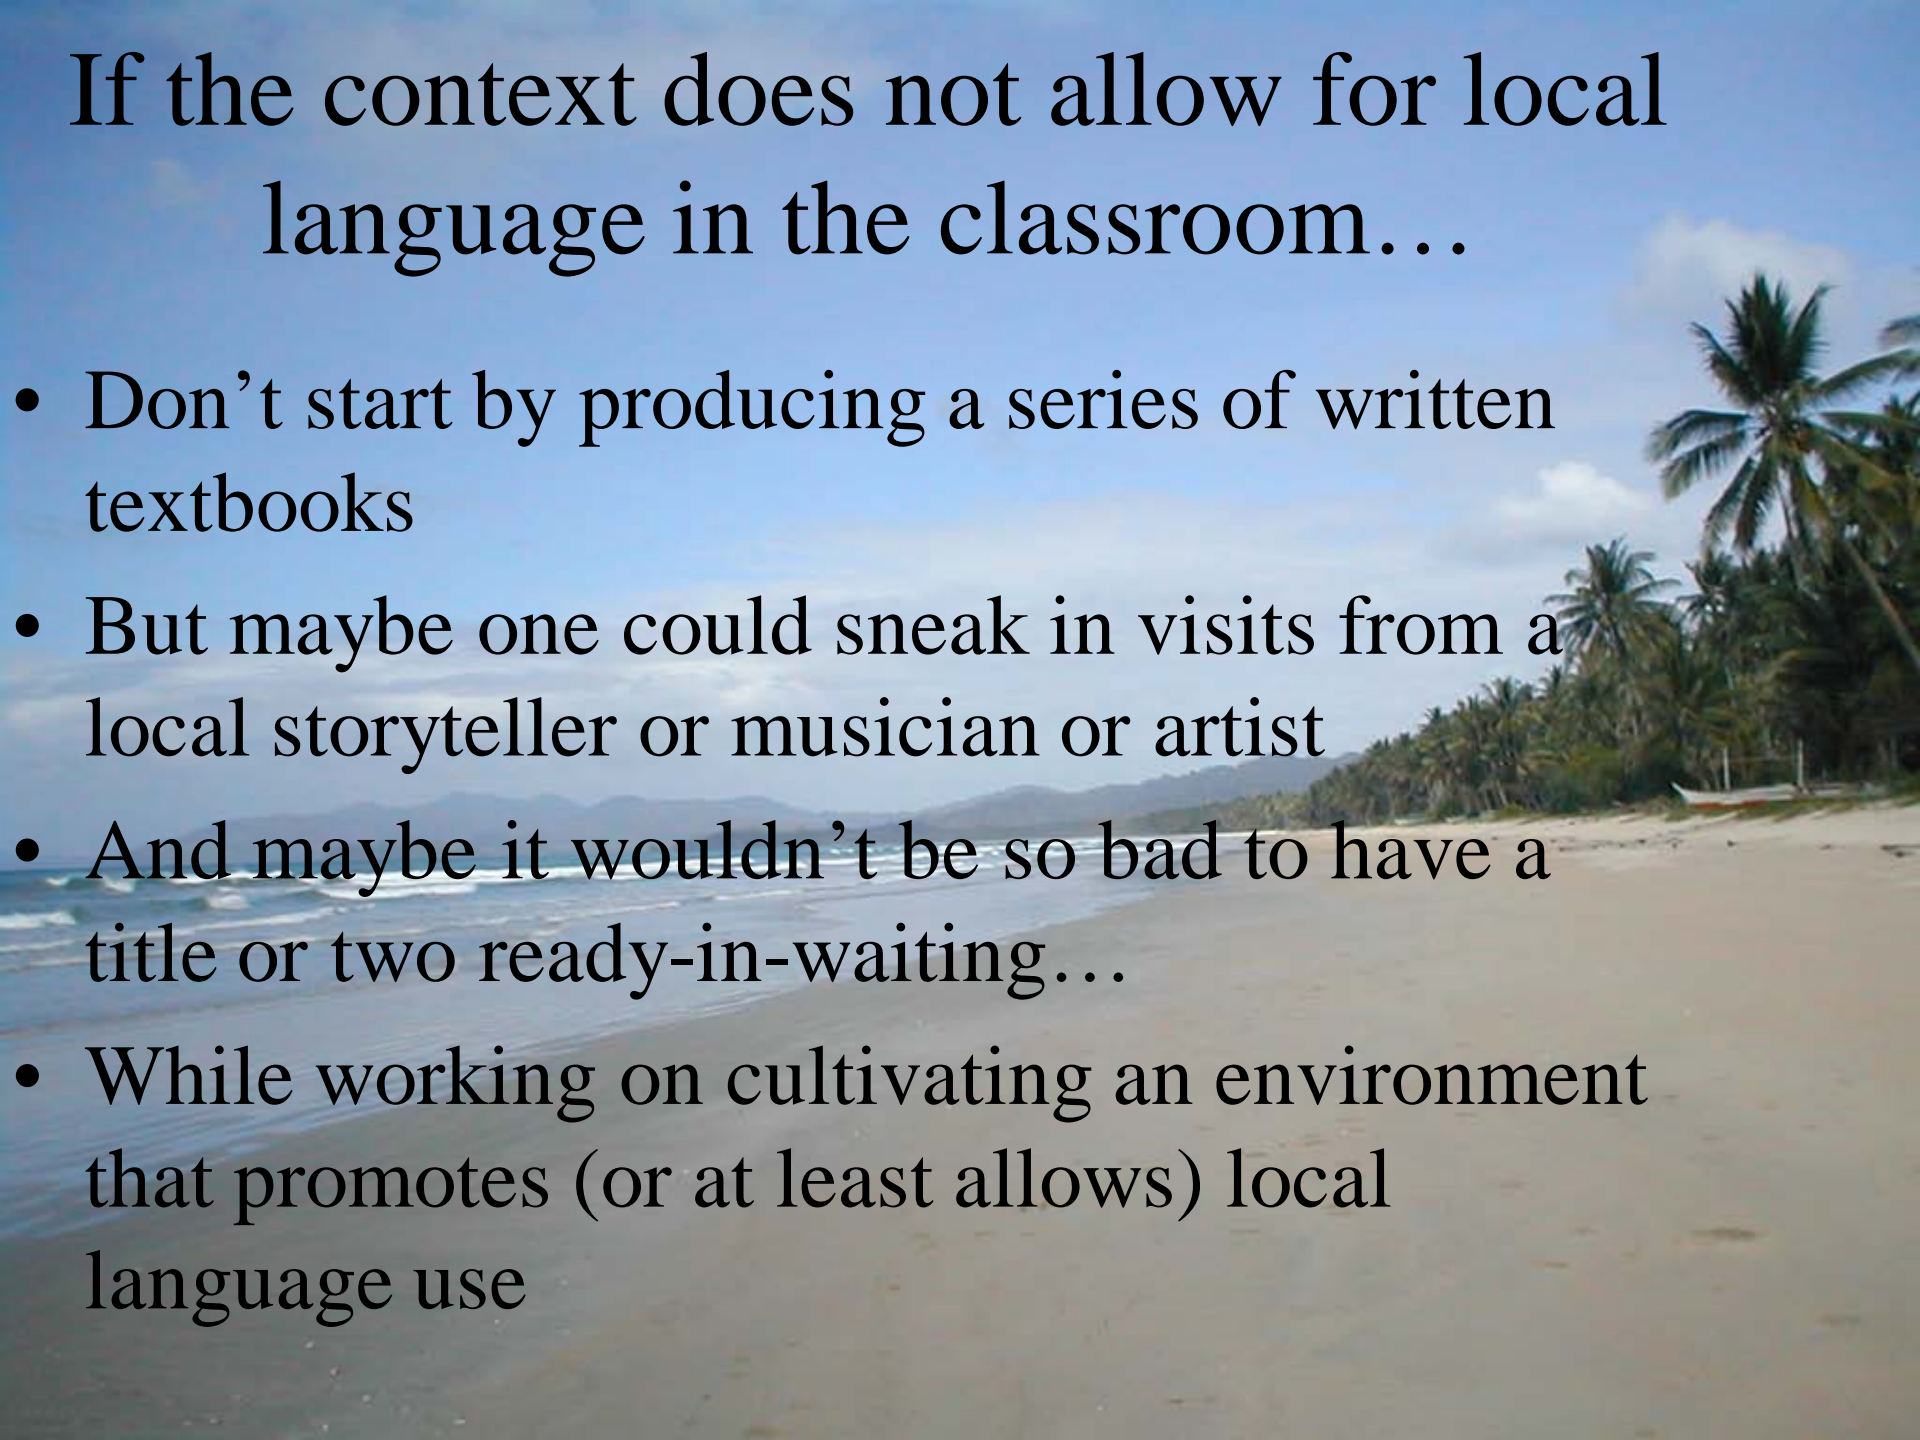 If the context does not allow for local
language in the classroom…
• Don’t start by producing a series of written
textbooks
• But maybe one could sneak in visits from a
local storyteller or musician or artist
• And maybe it wouldn’t be so bad to have a
title or two ready-in-waiting…
• While working on cultivating an environment
that promotes (or at least allows) local
language use